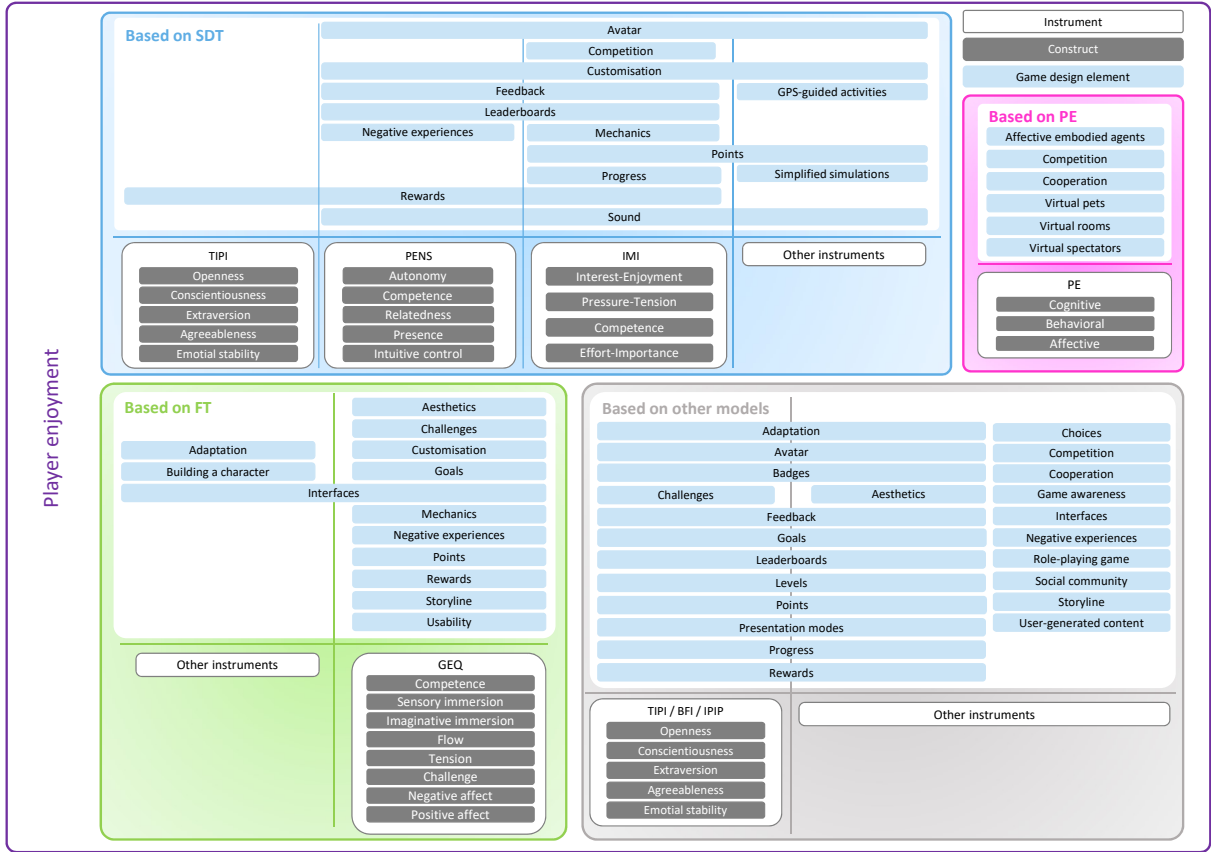 Player enjoyment
Based on SDT
Avatar
Competition
Customisation
Feedback
GPS-guided activities
Leaderboards
Negative experiences
Mechanics
Points
Progress
Simplified simulations
Rewards
Sound
TIPI
Openness
Conscientiousness
Extraversion
Agreeableness
Emotial stability
PENS
Autonomy
Competence
Relatedness
Presence
Intuitive control
IMI
Interest-Enjoyment
Pressure-Tension
Competence
Effort-Importance
Other instruments
Instrument
Construct
Game design element
Based on PE
Affective embodied agents
Competition
Cooperation
Virtual pets
Virtual rooms
Virtual spectators
PE
Cognitive
Behavioral
Affective
Based on FT
Aesthetics
Challenges
Adaptation
Customisation
Building a character
Goals
Interfaces
Mechanics
Negative experiences
Points
Rewards
Storyline
Usability
Other instruments
GEQ
Competence
Sensory immersion
Imaginative immersion
Flow
Tension
Challenge
Negative affect
Positive affect
Based on other models
Adaptation
Avatar
Badges
Challenges
Aesthetics
Feedback
Goals
Leaderboards
Levels
Points
Presentation modes
Progress
Rewards
Choices
Competition
Cooperation
Game awareness
Interfaces
Negative experiences
Role-playing game
Social community
Storyline
User-generated content
TIPI / BFI / IPIP
Openness
Conscientiousness
Extraversion
Agreeableness
Emotial stability
Other instruments